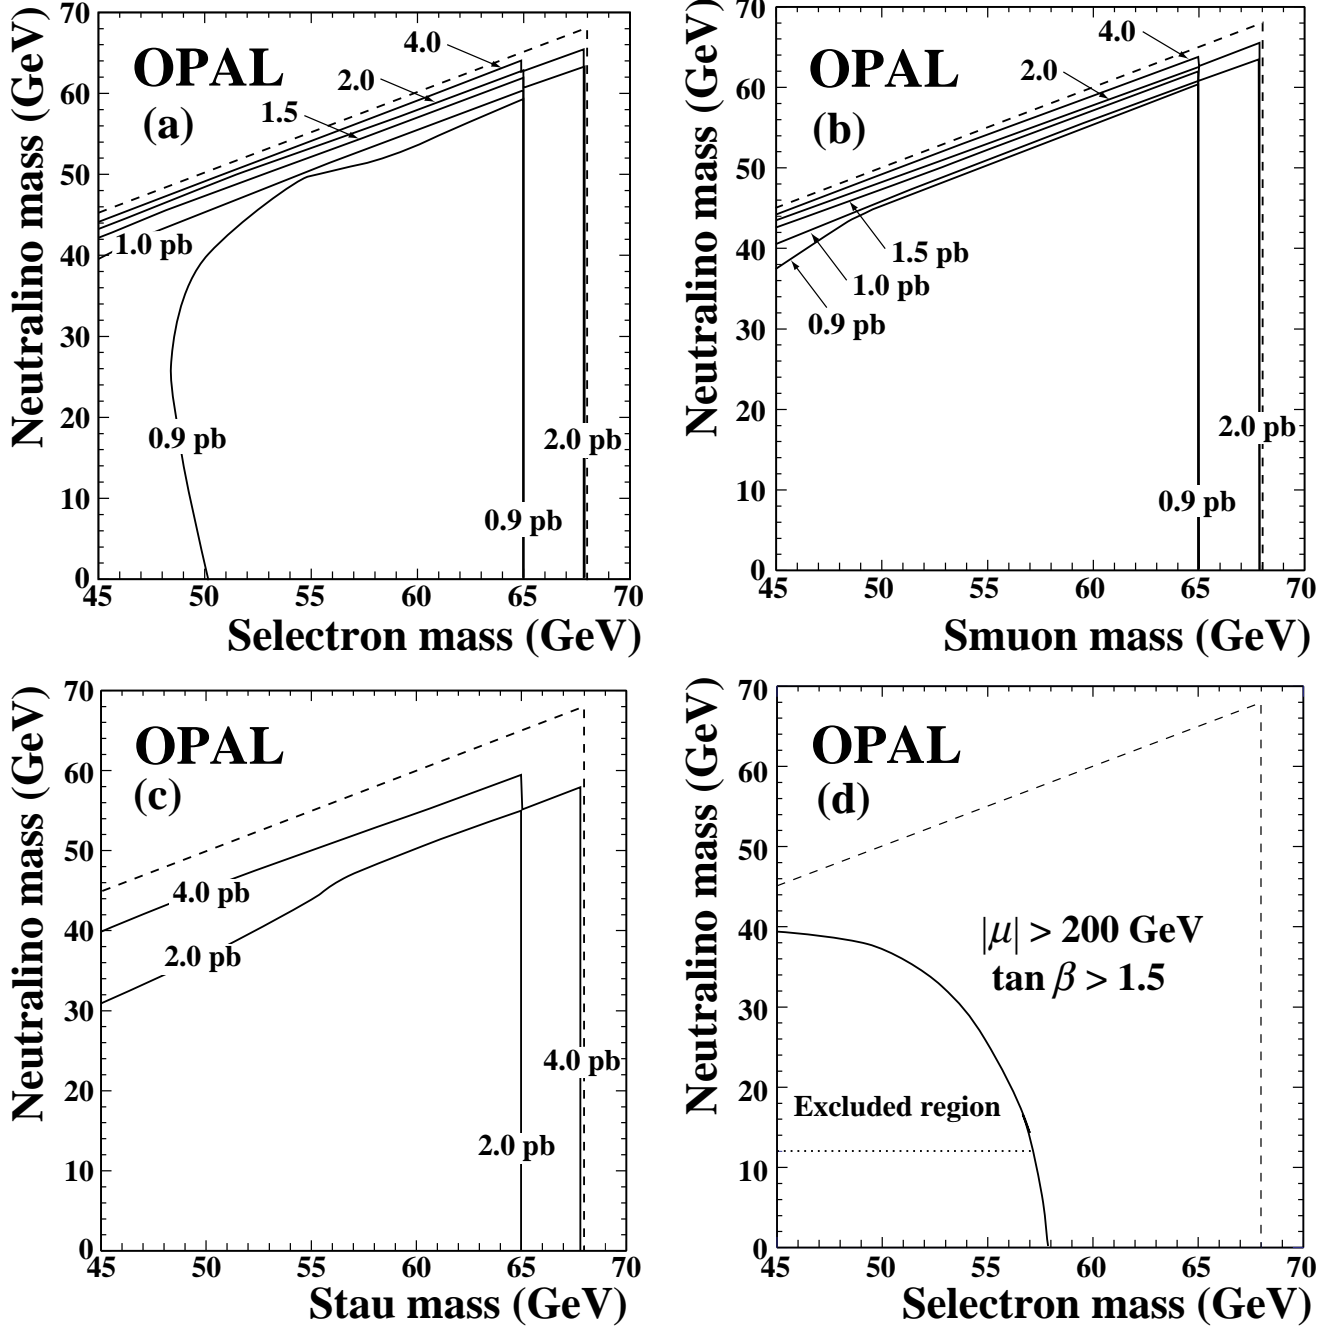 OPAL
(a)
Neutralino mass (GeV)
70
60
50
40
30
20
10
0
4.0
2.0
1.5
1.0 pb
0.9 pb
2.0 pb
0.9 pb
45 50 55 60 65 70
Selectron mass (GeV)
OPAL
(b)
Neutralino mass (GeV)
70
60
50
40
30
20
10
0
4.0
2.0
1.5 pb
1.0 pb
0.9 pb
2.0 pb
0.9 pb
45 50 55 60 65 70
Smuon mass (GeV)
OPAL
(c)
Neutralino mass (GeV)
70
60
50
40
30
20
10
0
4.0 pb
2.0 pb
4.0 pb
2.0 pb
45 50 55 60 65 70
Stau mass (GeV)
OPAL
(d)
Neutralino mass (GeV)
70
60
50
40
30
20
10
0
|μ| > 200 GeV
tan β > 1.5
Excluded region
45 50 55 60 65 70
Selectron mass (GeV)